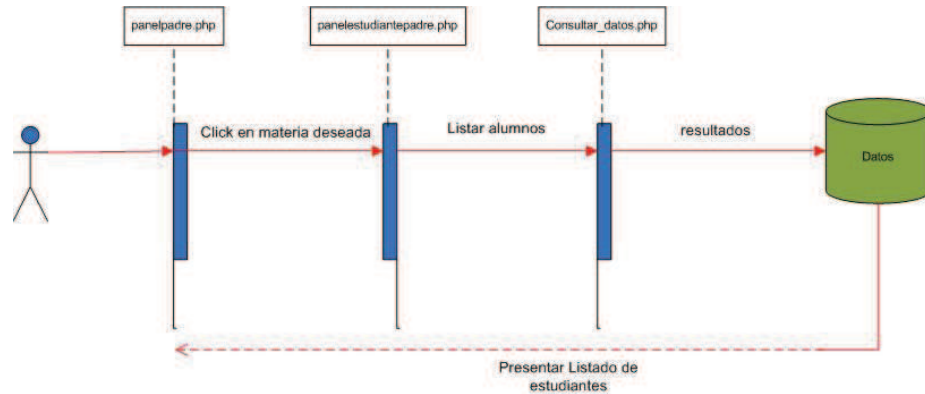 panelpadre.php
panelestudiantepadre.php
Consultar_datos.php
Click en materia deseada
Listar alumnos
resultados
Datos
Presentar Listado de
estudiantes